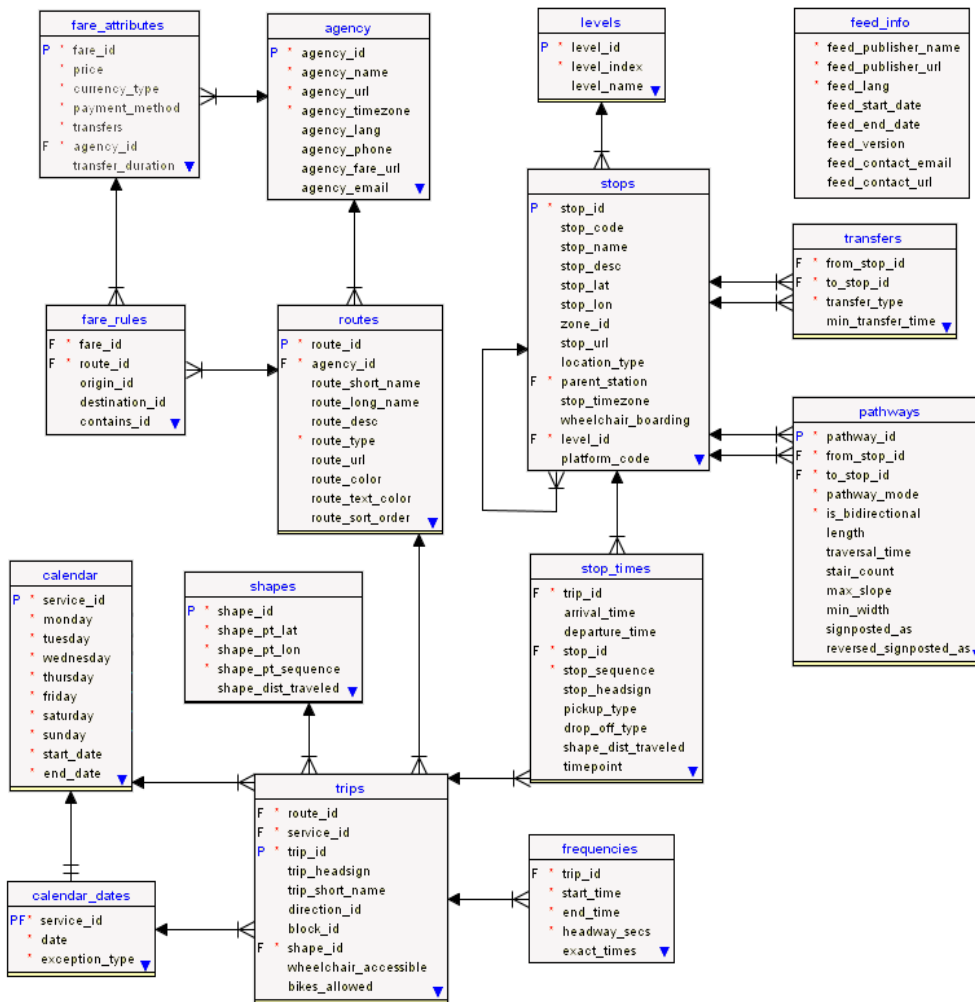 fare_attributes
P * fare_id
* price
* currency_type
* payment_method
* transfers
F * agency_id
transfer_duration
agency
P * agency_id
* agency_name
* agency_url
* agency_timezone
agency_lang
agency_phone
agency_fare_url
agency_email
levels
P * level_id
* level_index
level_name
feed_info
* feed_publisher_name
* feed_publisher_url
* feed_lang
feed_start_date
feed_end_date
feed_version
feed_contact_email
feed_contact_url
stops
P * stop_id
stop_code
stop_name
stop_desc
stop_lat
stop_lon
zone_id
stop_url
location_type
F * parent_station
stop_timezone
wheelchair_boarding
F * level_id
platform_code
transfers
F * from_stop_id
F * to_stop_id
* transfer_type
min_transfer_time
fare_rules
F * fare_id
F * route_id
origin_id
destination_id
contains_id
routes
P * route_id
F * agency_id
route_short_name
route_long_name
route_desc
* route_type
route_url
route_color
route_text_color
route_sort_order
pathways
P * pathway_id
F * from_stop_id
F * to_stop_id
* pathway_mode
* is_bidirectional
length
traversal_time
stair_count
max_slope
min_width
signposted_as
reversed_signposted_as
calendar
P * service_id
* monday
* tuesday
* wednesday
* thursday
* friday
* saturday
* sunday
* start_date
* end_date
shapes
P * shape_id
* shape_pt_lat
* shape_pt_lon
* shape_pt_sequence
shape_dist_traveled
stop_times
F * trip_id
arrival_time
departure_time
F * stop_id
* stop_sequence
stop_headsign
pickup_type
drop_off_type
shape_dist_traveled
timepoint
trips
F * route_id
F * service_id
P * trip_id
trip_headsign
trip_short_name
direction_id
block_id
F * shape_id
wheelchair_accessible
bikes_allowed
frequencies
F * trip_id
* start_time
* end_time
* headway_secs
exact_times
calendar_dates
PF* service_id
* date
* exception_type